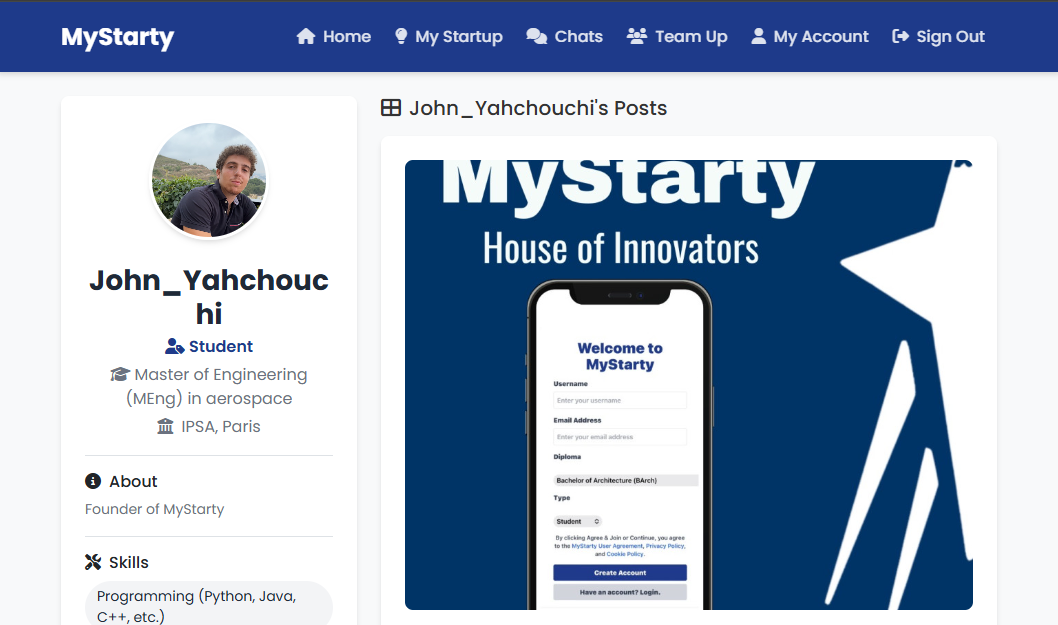 MyStarty
Home
My Startup
Chats
Team Up
My Account
Sign Out
John_Yahchouc
hi
Student
Master of Engineering
(MEng) in aerospace
IPSA, Paris
About
Founder of MyStarty
Skills
Programming (Python, Java,
C++, etc.)
John_Yahchouchi's Posts
MyStarty
House of Innovators
Welcome to
MyStarty
Username
Enter your username
Email Address
Enter your email address
Diploma
Bachelor of Architecture (BArch)
Type
Student
By clicking Agree & Join or Continue, you agree
to the MyStarty User Agreement, Privacy Policy,
and Cookie Policy.
Create Account
Have an account? Login.